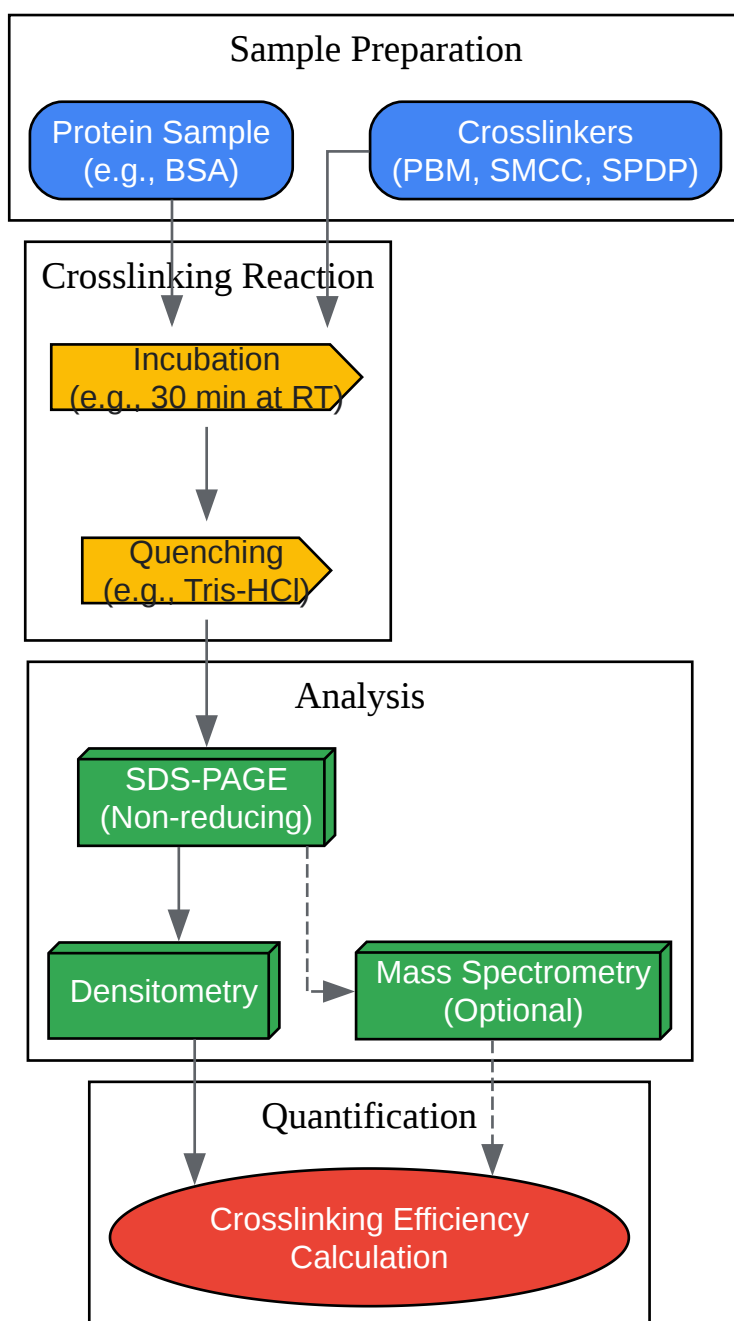 Sample Preparation
Protein Sample
(e.g., BSA)
Crosslinkers
(PBM, SMCC, SPDP)
Crosslinking Reaction
Incubation
(e.g., 30 min at RT)
Quenching
(e.g., Tris-HCl)
Analysis
SDS-PAGE
(Non-reducing)
Densitometry
Mass Spectrometry
(Optional)
Quantification
Crosslinking Efficiency
Calculation